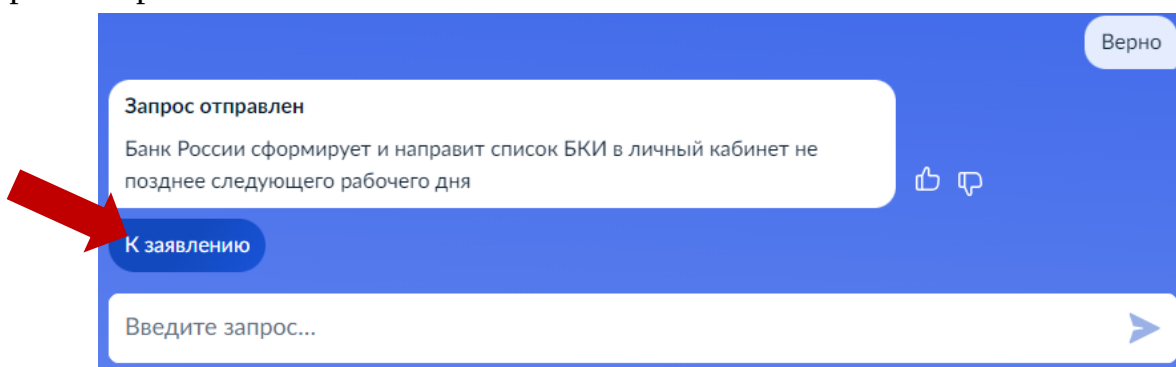 Верно
Запрос отправлен
Банк России сформирует и направит список БКИ в личный кабинет не
позднее следующего рабочего дня
К заявлению
Введите запрос...